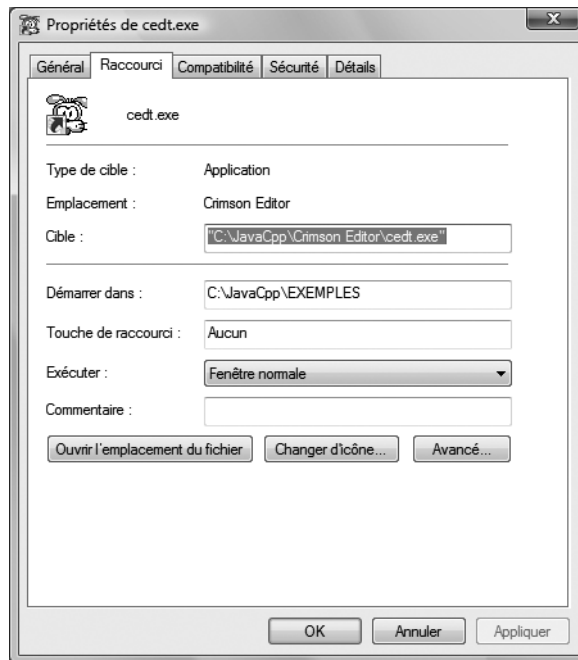 Propriétés de cedt.exe
Général Raccourci Compatibilité Sécurité Détails
cedt.exe
Type de cible : Application
Emplacement : Crimson Editor
Cible : "C:\JavaCpp\Crimson Editor\cedt.exe"
Démarrer dans : C:\JavaCpp\EXEMPLES
Touche de raccourci : Aucun
Exécuter : Fenêtre normale
Commentaire :
Ouvrir l'emplacement du fichier Changer d'icône... Avancé...
OK Annuler Appliquer